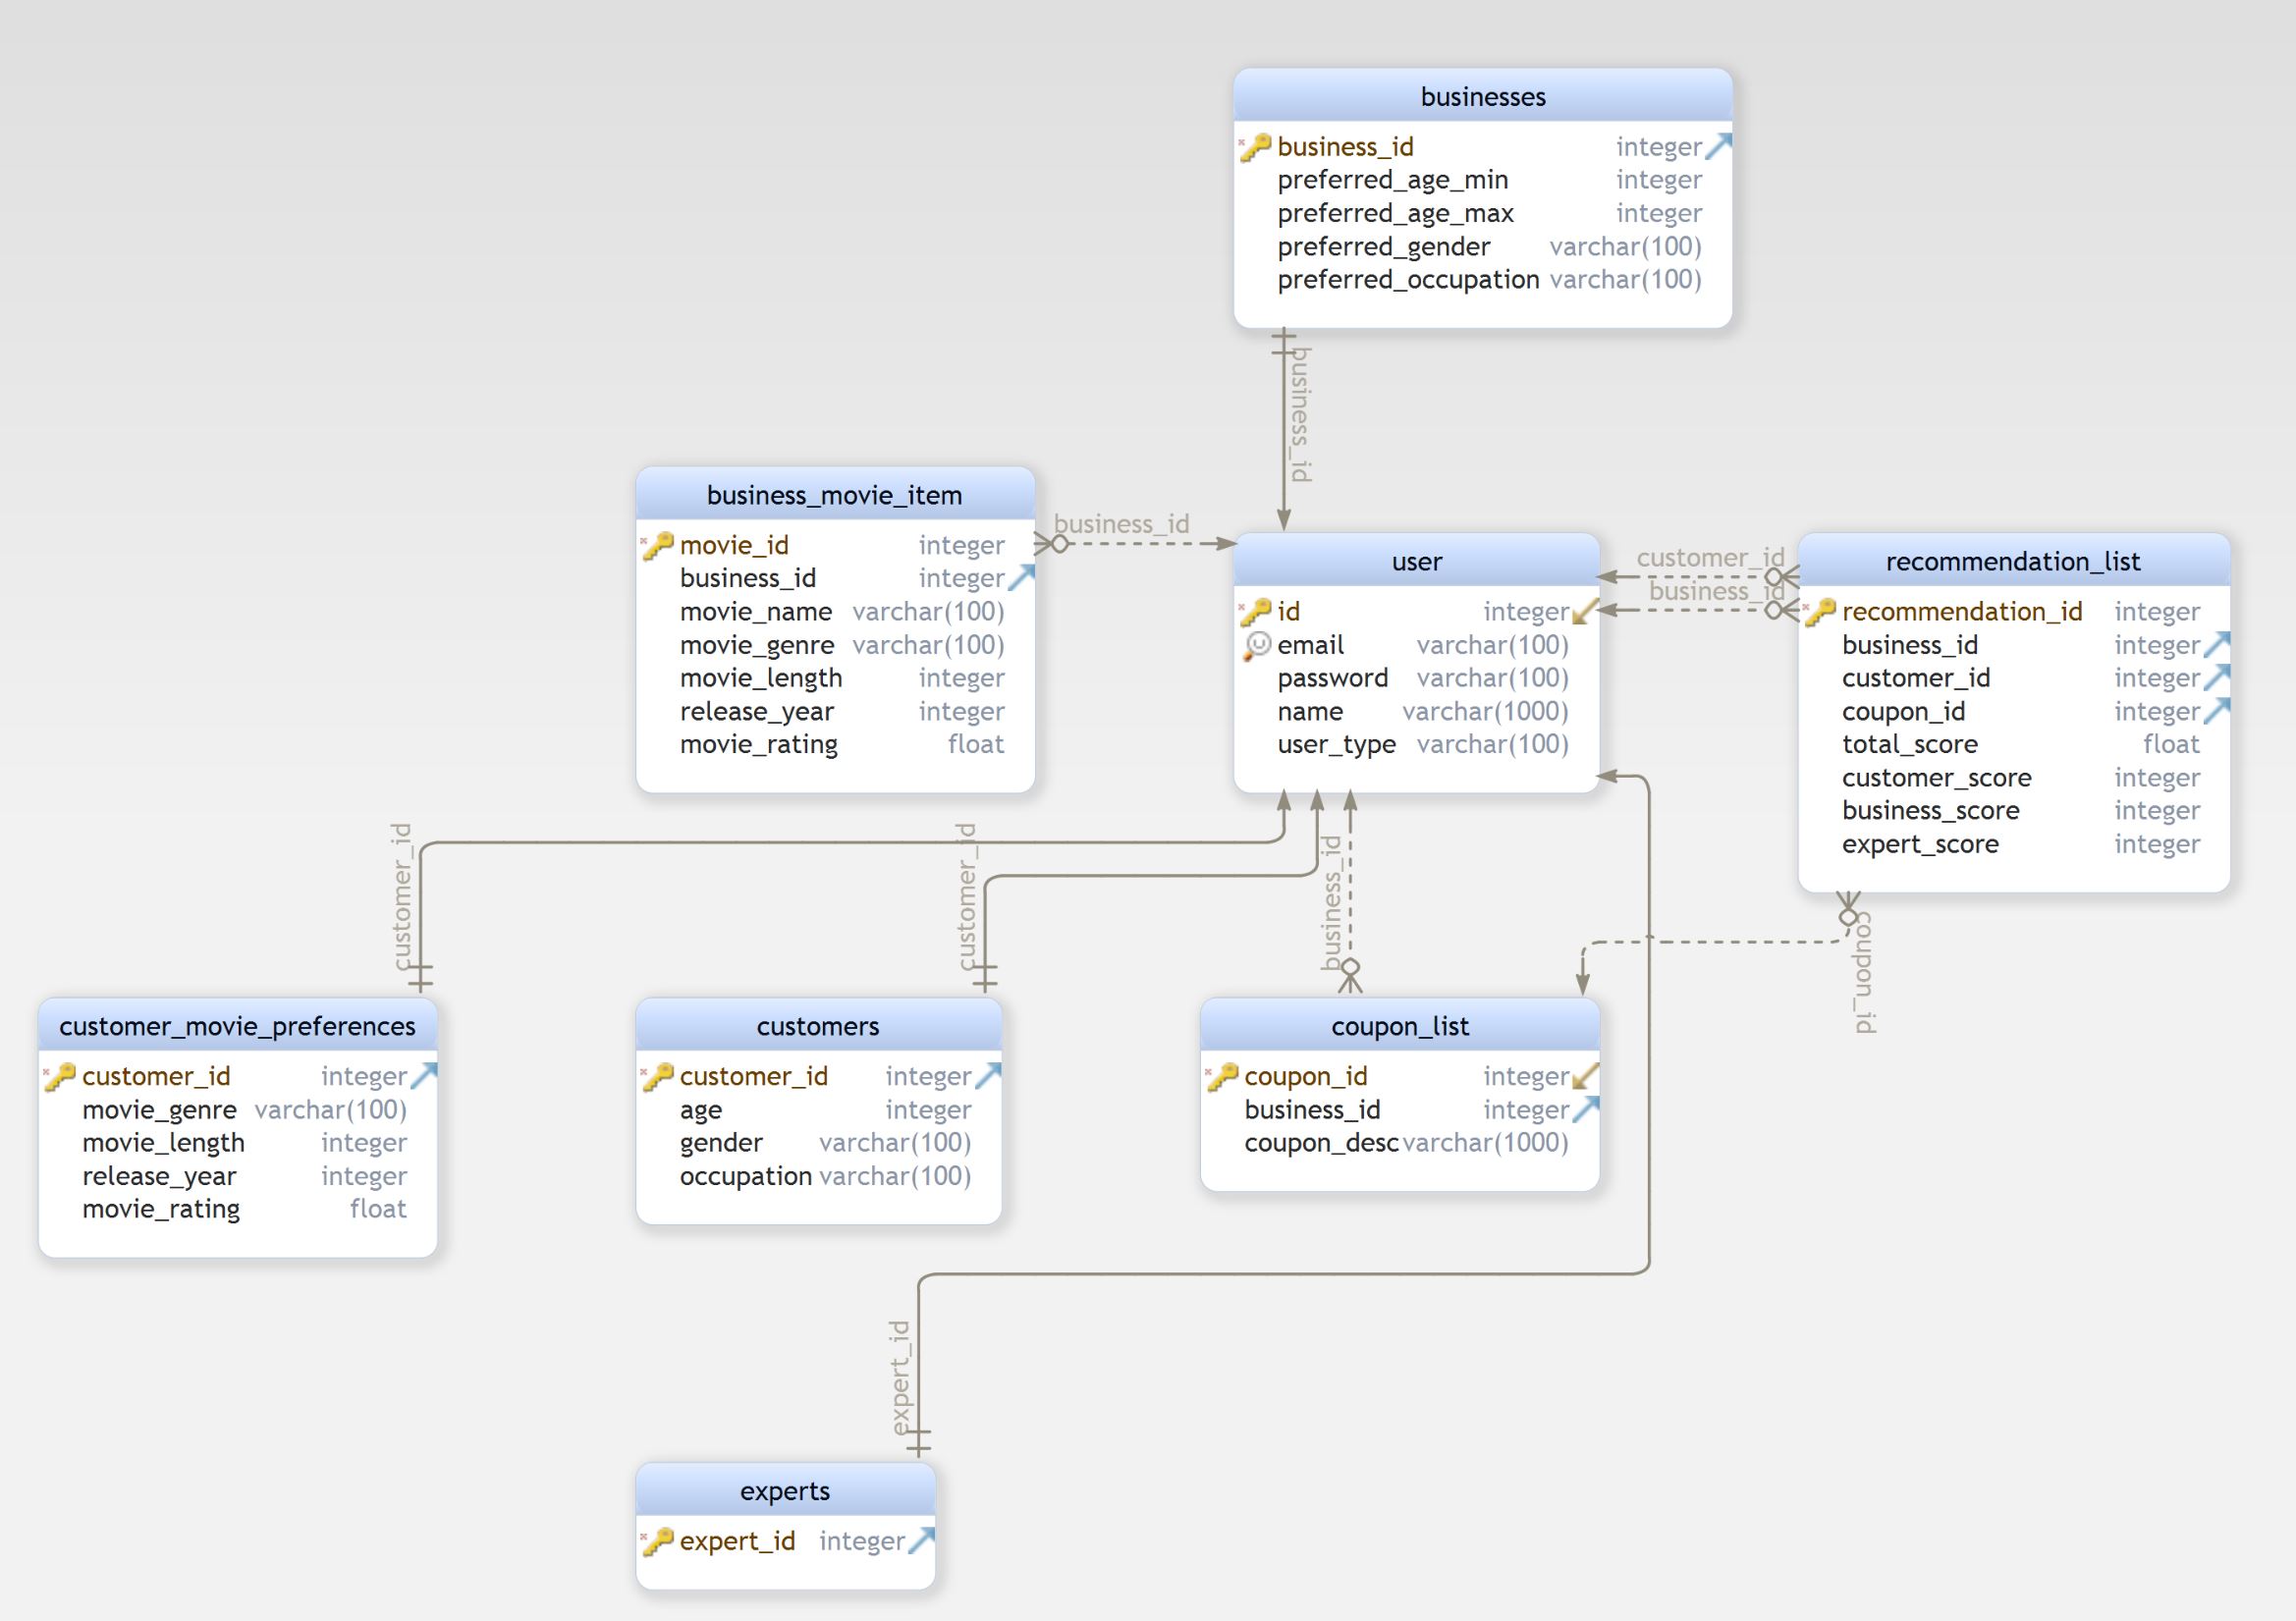 businesses
business_id integer
preferred_age_min integer
preferred_age_max integer
preferred_gender varchar(100)
preferred_occupation varchar(100)
business_id
business_movie_item
movie_id integer
business_id integer
movie_name varchar(100)
movie_genre varchar(100)
movie_length integer
release_year integer
movie_rating float
business_id
user
id integer
email varchar(100)
password varchar(100)
name varchar(1000)
user_type varchar(100)
customer_id
business_id
recommendation_list
recommendation_id integer
business_id integer
customer_id integer
coupon_id integer
total_score float
customer_score integer
business_score integer
expert_score integer
customer_id
customer_id
business_id
coupon_id
customer_movie_preferences
customer_id integer
movie_genre varchar(100)
movie_length integer
release_year integer
movie_rating float
customers
customer_id integer
age integer
gender varchar(100)
occupation varchar(100)
coupon_list
coupon_id integer
business_id integer
coupon_desc varchar(1000)
expert_id
experts
expert_id integer